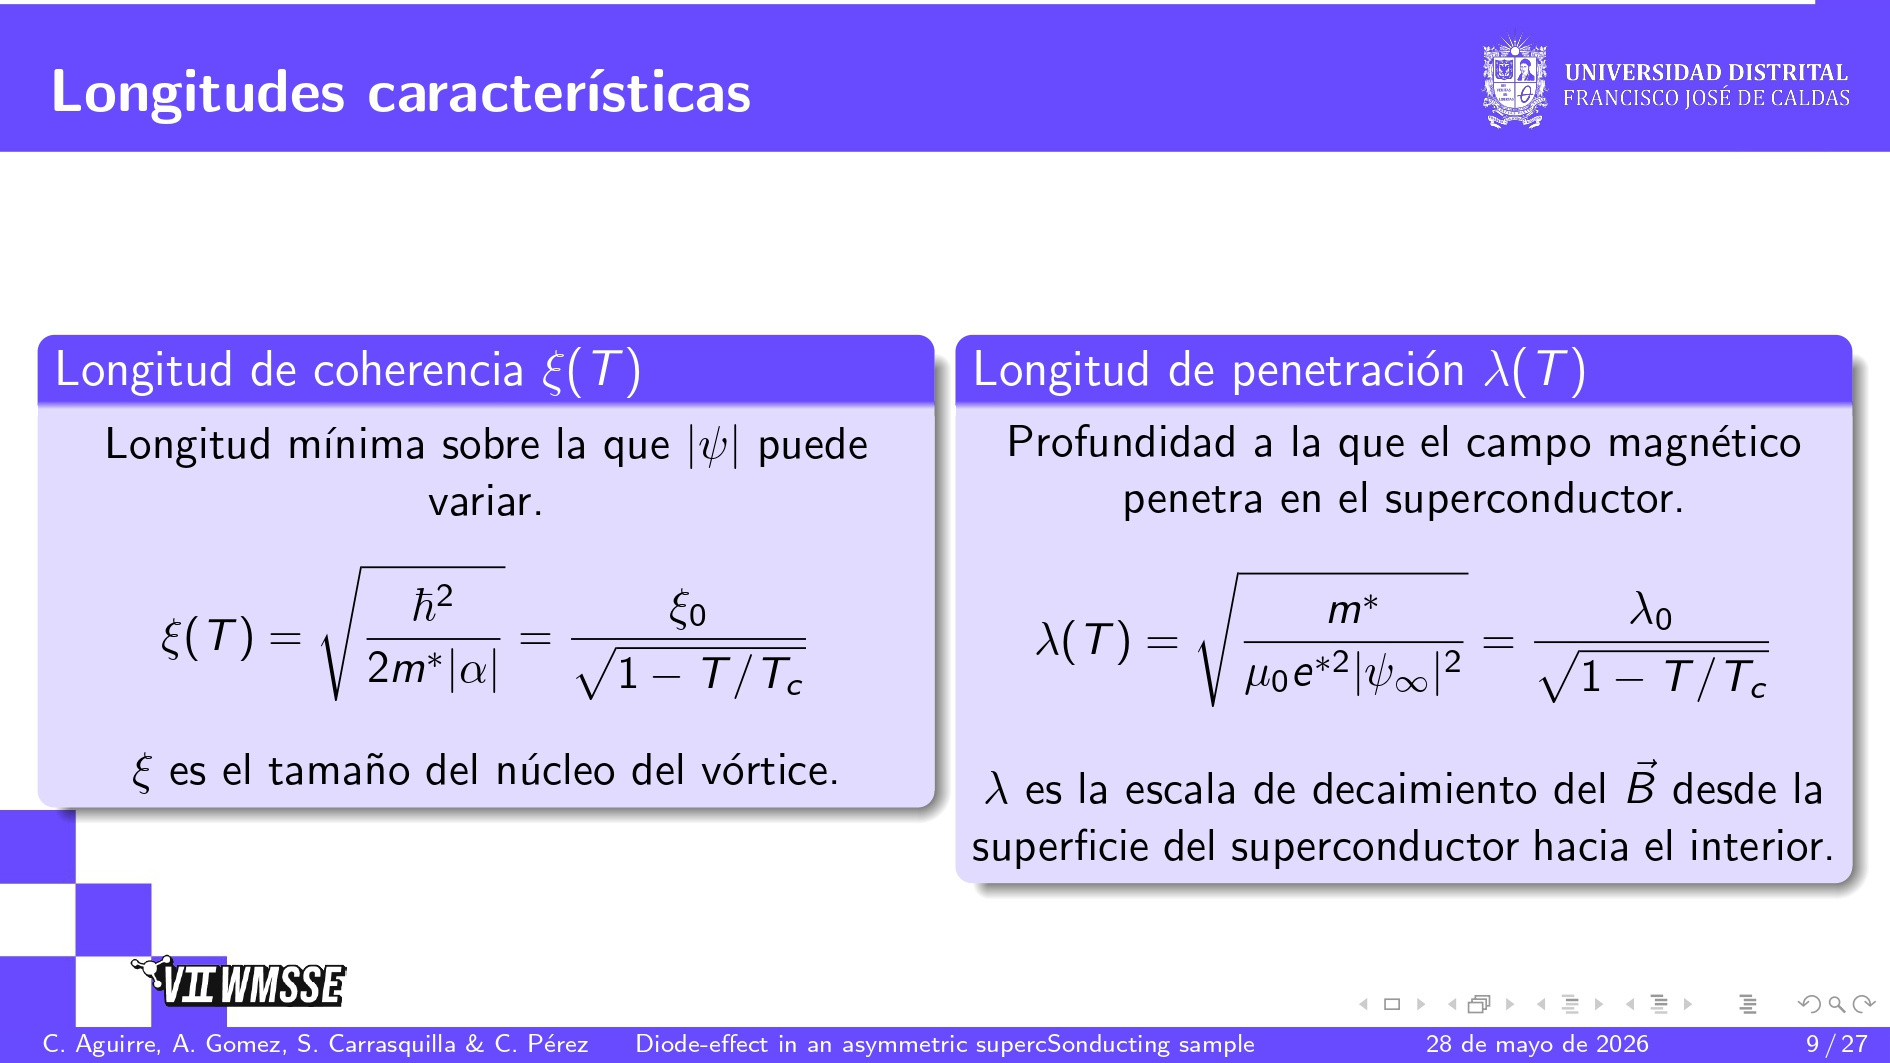 Longitudes características
UNIVERSIDAD DISTRITAL
FRANCISCO JOSÉ DE CALDAS
Longitud de coherencia ξ(T)
Longitud mínima sobre la que |ψ| puede
variar.
ξ(T) = √(ħ²/(2m*|α|)) = ξ₀/√(1 − T/T_c)
ξ es el tamaño del núcleo del vórtice.
Longitud de penetración λ(T)
Profundidad a la que el campo magnético
penetra en el superconductor.
λ(T) = √(m*/(μ₀e*²|ψ∞|²)) = λ₀/√(1 − T/T_c)
λ es la escala de decaimiento del B⃗ desde la
superficie del superconductor hacia el interior.
VII WMSSE
C. Aguirre, A. Gomez, S. Carrasquilla & C. Pérez Diode-effect in an asymmetric supercSonducting sample 28 de mayo de 2026 9 / 27